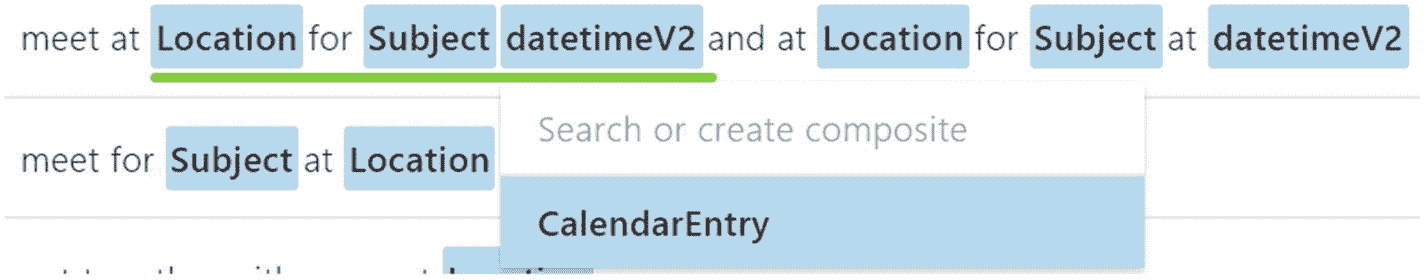 meet at Location for Subject datetimeV2 and at Location for Subject at datetimeV2
Search or create composite
meet for Subject at Location
CalendarEntry